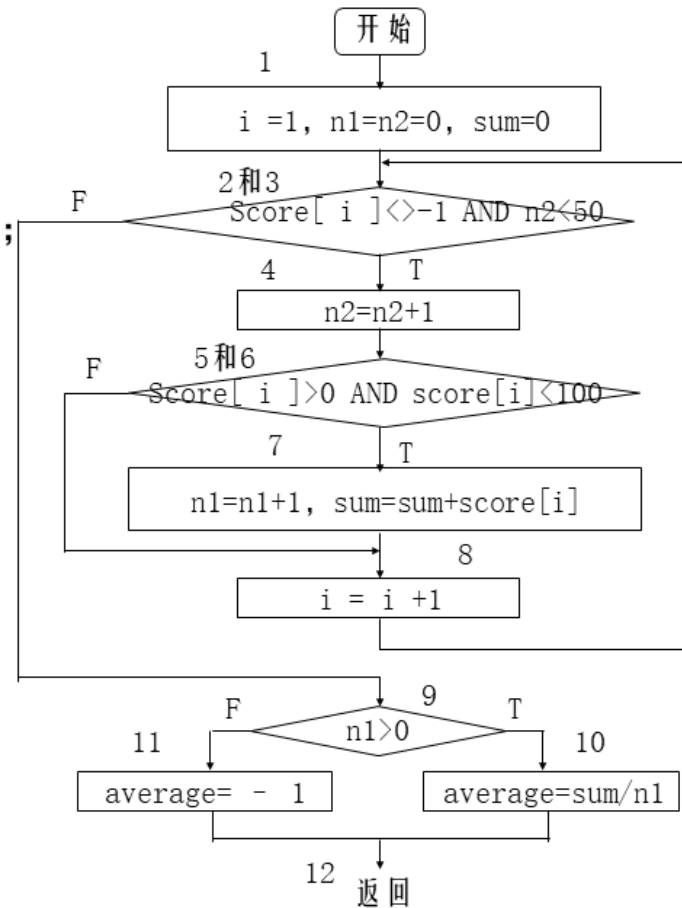 开始
1
i =1, n1=n2=0, sum=0
2和3
F
Score[ i ]<>-1 AND n2<50
;
4
T
n2=n2+1
5和6
F
Score[ i ]>0 AND score[i]<100
7
T
n1=n1+1, sum=sum+score[i]
8
i = i +1
9
F
T
n1>0
11
10
average= - 1
average=sum/n1
12
返回